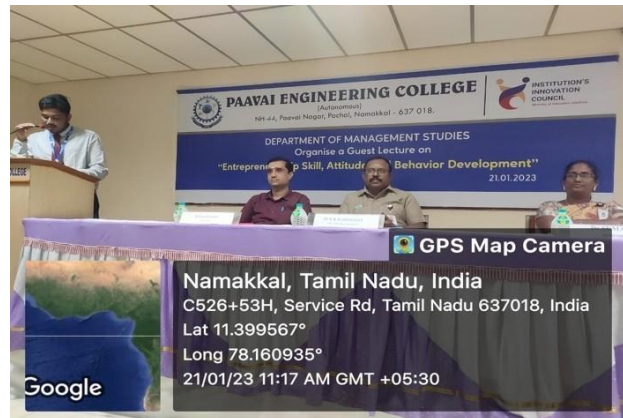 PAAVAI ENGINEERING COLLEGE
(Autonomous)
NH-44, Paavai Nagar, Pachal, Namakkal - 637 018.
INSTITUTION'S
INNOVATION
COUNCIL
DEPARTMENT OF MANAGEMENT STUDIES
Organise a Guest Lecture on
"Entrepreneu p Skill, Attitude Behavior Development"
21.01.2023
LLEGE
GPS Map Camera
Namakkal, Tamil Nadu, India
C526+53H, Service Rd, Tamil Nadu 637018, India
Lat 11.399567°
Long 78.160935°
21/01/23 11:17 AM GMT +05:30
Google